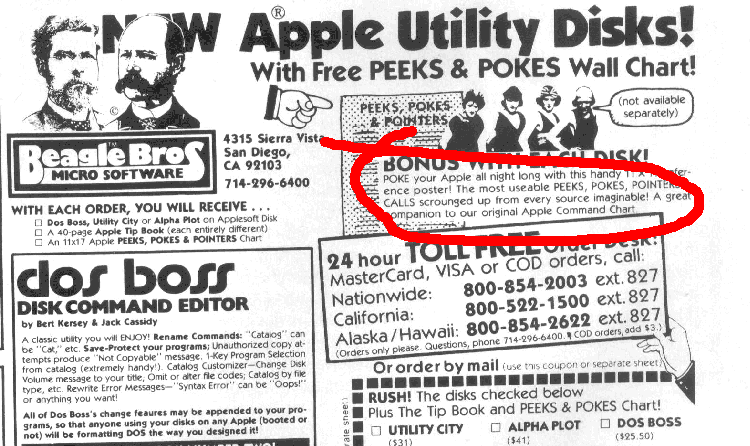 NEW Apple® Utility Disks!
With Free PEEKS & POKES Wall Chart!
©
PEEKS, POKES
& POINTERS
(not available
separately)
Beagle Bros
MICRO SOFTWARE
4315 Sierra Vista
San Diego,
CA 92103
714-296-6400
BONUS WITH EACH DISK!
POKE your Apple all night long with this handy
ence poster! The most useable PEEKS, POKES, POINTERS
CALLS scrounged up from every source imaginable! A great
companion to our original Apple Command Chart.
WITH EACH ORDER, YOU WILL RECEIVE . . .
Dos Boss, Utility City or Alpha Plot on Applesoft Disk
A 40-page Apple Tip Book (each entirely different)
An 11x17 Apple PEEKS, POKES & POINTERS Chart
24 hour TOLL FREE Order Desk!
MasterCard, VISA or COD orders, call:
Nationwide: 800-854-2003 ext. 827
California: 800-522-1500 ext. 827
Alaska/Hawaii: 800-854-2622 ext. 827
(Orders only please. Questions, phone 714-296-6400. COD orders, add $3.)
dos boss
DISK COMMAND EDITOR
by Bert Kersey & Jack Cassidy
A classic utility you will ENJOY! Rename Commands: "Catalog" can
be "Cat," etc. Save-Protect your programs; Unauthorized copy at-
tempts produce "Not Copyable" message. 1-Key Program Selection
from catalog (extremely handy!). Catalog Customizer—Change Disk
Volume message to your title, Omit or alter file codes; Catalog by file
type, etc. Rewrite Error Messages—"Syntax Error" can be "Oops!"
or anything you want!
All of Dos Boss's change feaures may be appended to your pro-
grams, so that anyone using your disks on any Apple (booted or
not) will be formatting DOS the way you designed it!
Or order by mail (use this coupon or separate sheet)
RUSH! The disks checked below
Plus The Tip Book and PEEKS & POKES Chart!
UTILITY CITY
($31)
ALPHA PLOT
($41)
DOS BOSS
($25.50)
rate sheet)